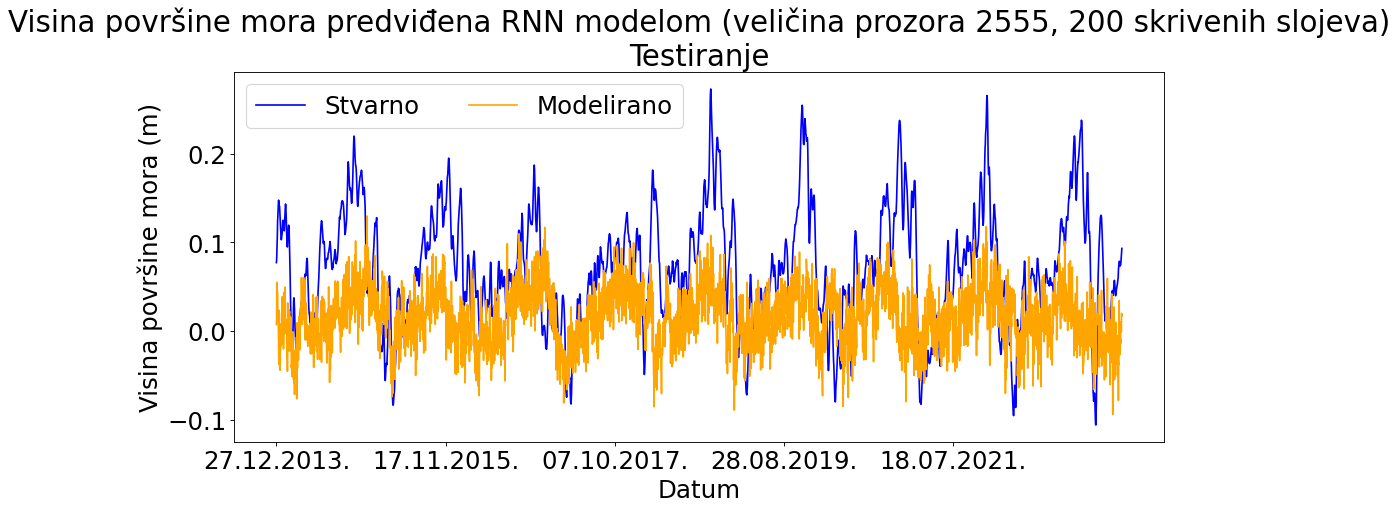 Visina površine mora predviđena RNN modelom (veličina prozora 2555, 200 skrivenih slojeva)
Testiranje
Stvarno
Modelirano
Visina površine mora (m)
0.2
0.1
0.0
−0.1
27.12.2013.
17.11.2015.
07.10.2017.
28.08.2019.
18.07.2021.
Datum